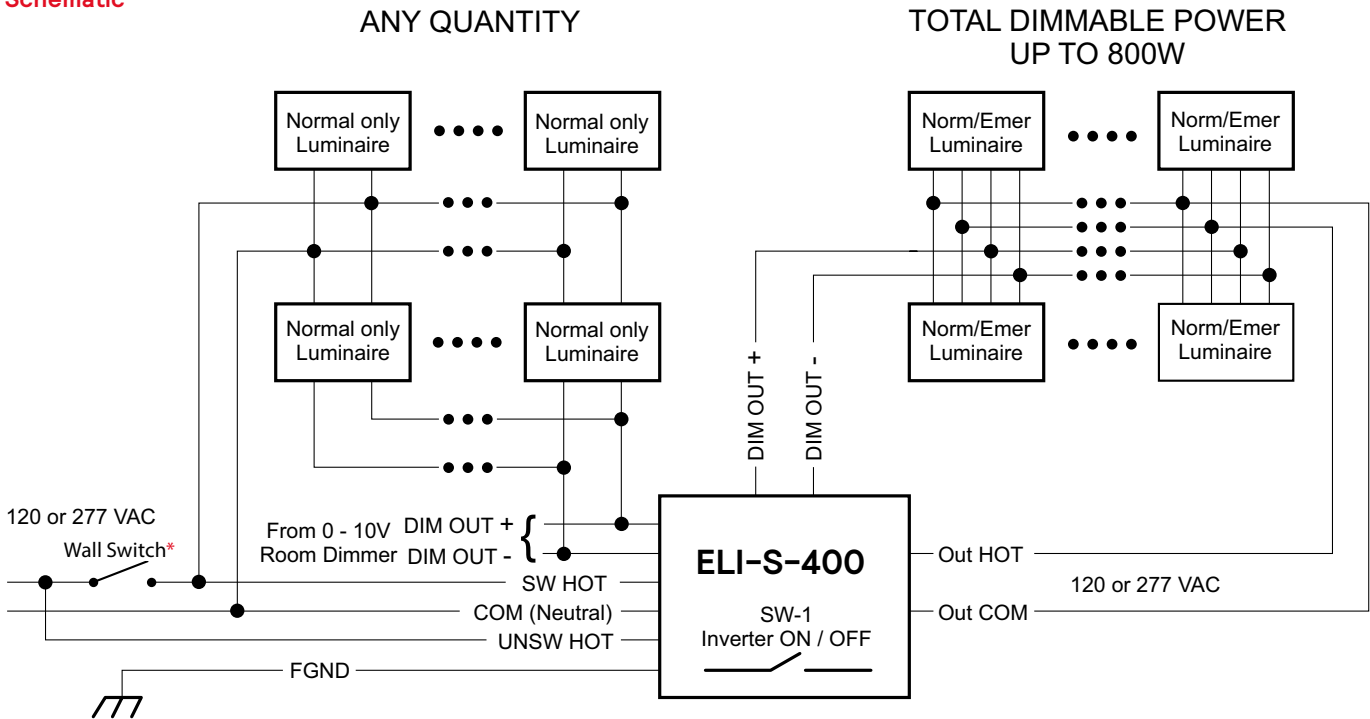 Schematic
ANY QUANTITY
TOTAL DIMMABLE POWER
UP TO 800W
Normal only
Luminaire
Normal only
Luminaire
Norm/Emer
Luminaire
Norm/Emer
Luminaire
Normal only
Luminaire
Normal only
Luminaire
Norm/Emer
Luminaire
Norm/Emer
Luminaire
DIM OUT +
DIM OUT -
120 or 277 VAC
Wall Switch*
From 0 - 10V
Room Dimmer
DIM OUT +
DIM OUT -
SW HOT
COM (Neutral)
UNSW HOT
FGND
ELI-S-400
SW-1
Inverter ON / OFF
Out HOT
120 or 277 VAC
Out COM